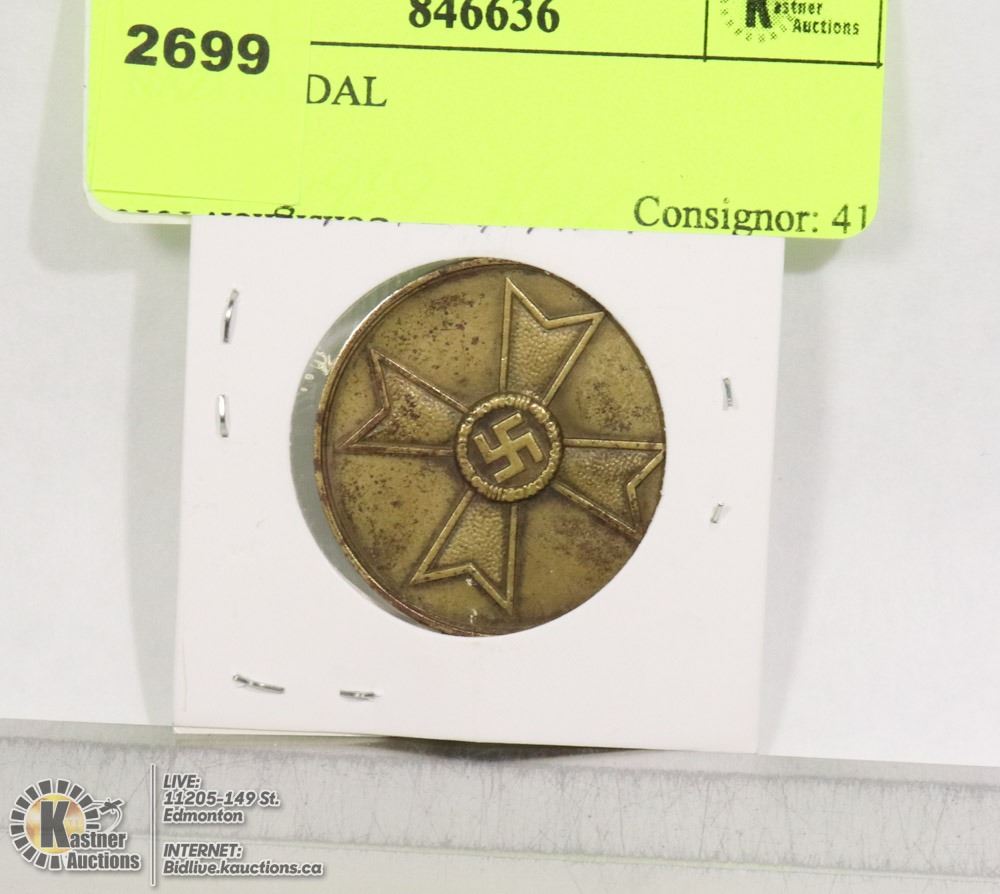 846636
Kastner
Auctions
2699
DAL
Consignor: 41
Kastner
Auctions
LIVE:
11205-149 St.
Edmonton
INTERNET:
Bidlive.kauctions.ca